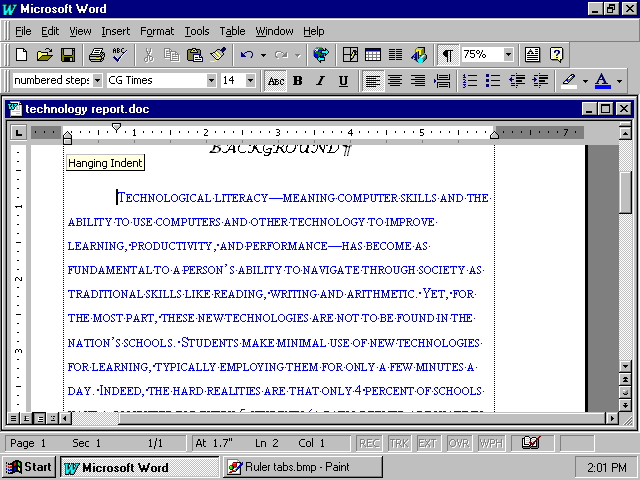 Microsoft Word
File Edit View Insert Format Tools Table Window Help
75%
numbered steps CG Times 14 ABC B I U
technology report.doc
1 2 3 4 5 7
Hanging Indent
BACKGROUND¶
TECHNOLOGICAL·LITERACY—MEANING·COMPUTER·SKILLS·AND·THE·
ABILITY·TO·USE·COMPUTERS·AND·OTHER·TECHNOLOGY·TO·IMPROVE·
LEARNING,·PRODUCTIVITY,·AND·PERFORMANCE—HAS·BECOME·AS·
FUNDAMENTAL·TO·A·PERSON'S·ABILITY·TO·NAVIGATE·THROUGH·SOCIETY·AS·
TRADITIONAL·SKILLS·LIKE·READING,·WRITING·AND·ARITHMETIC.·YET,·FOR·
THE·MOST·PART,·THESE·NEW·TECHNOLOGIES·ARE·NOT·TO·BE·FOUND·IN·THE·
NATION'S·SCHOOLS.·STUDENTS·MAKE·MINIMAL·USE·OF·NEW·TECHNOLOGIES·
FOR·LEARNING,·TYPICALLY·EMPLOYING·THEM·FOR·ONLY·A·FEW·MINUTES·A·
DAY.·INDEED,·THE·HARD·REALITIES·ARE·THAT·ONLY·4·PERCENT·OF·SCHOOLS·
Page 1 Sec 1 1/1 At 1.7" Ln 2 Col 1 REC TRK EXT OVR WPH
Start Microsoft Word Ruler tabs.bmp - Paint 2:01 PM